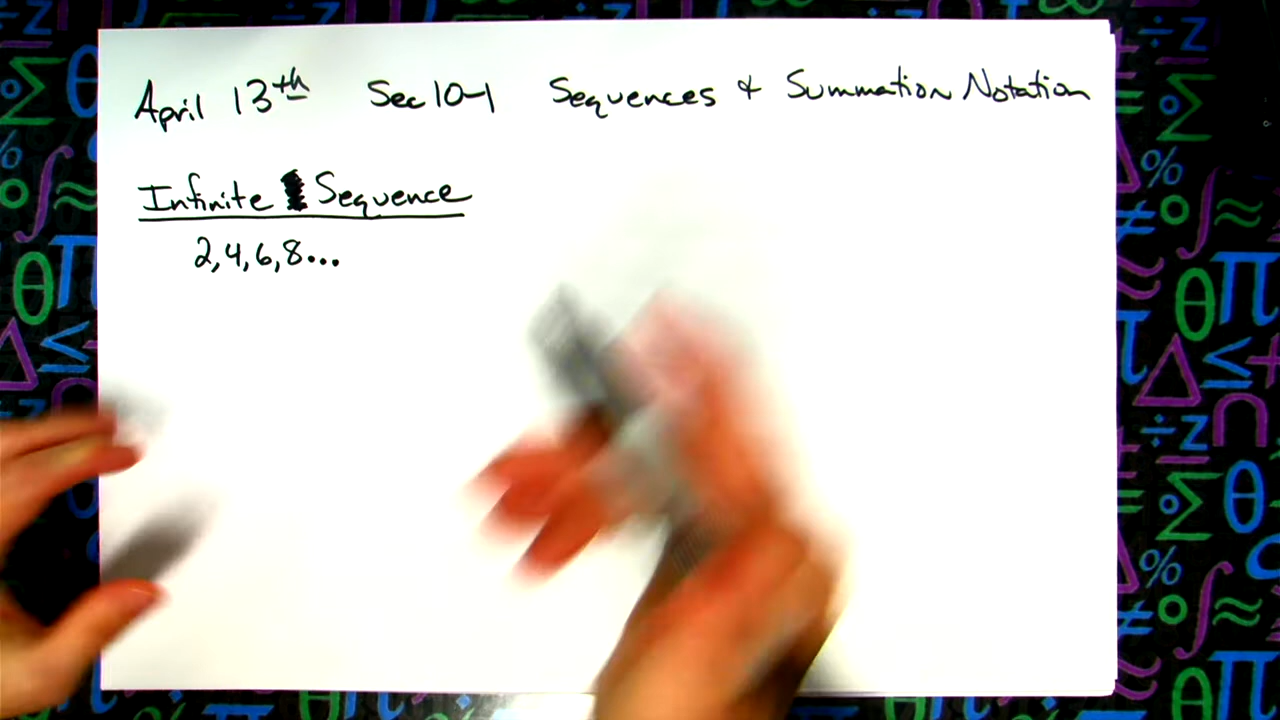 April 13th Sec 10-1 Sequences & Summation Notation
Infinite Sequence
2,4,6,8...